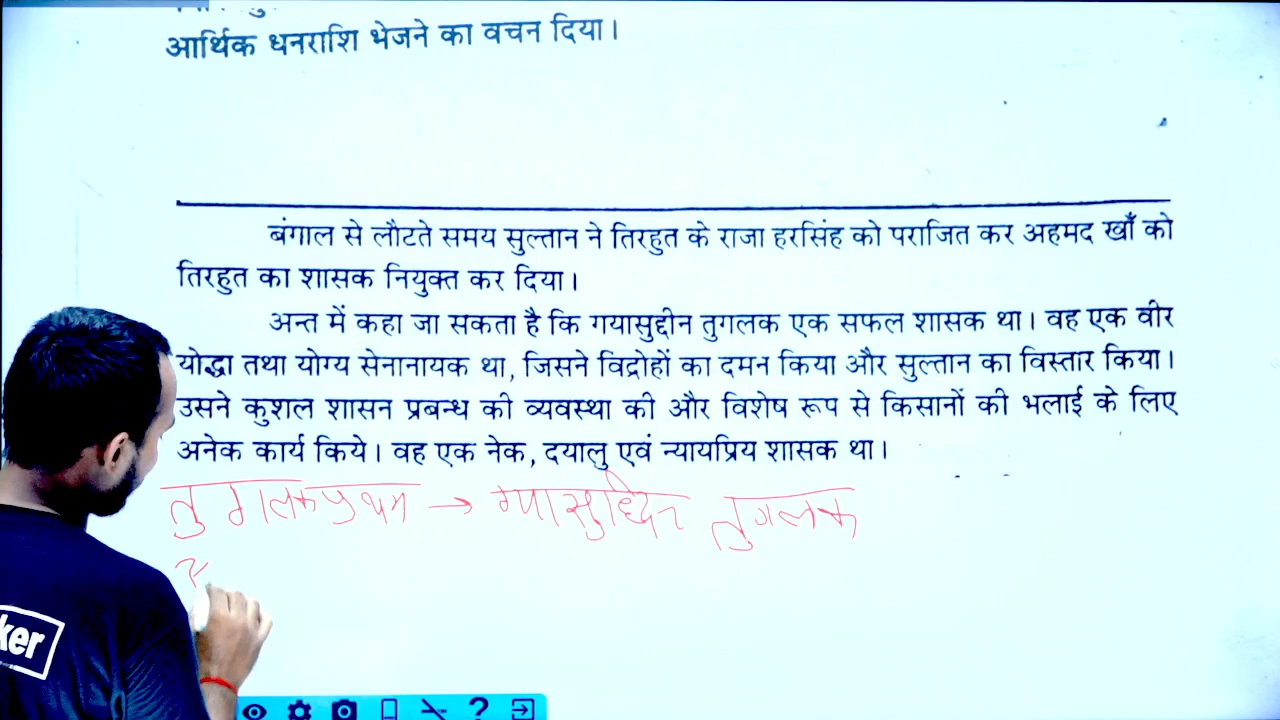 आर्थिक धनराशि भेजने का वचन दिया।
बंगाल से लौटते समय सुल्तान ने तिरहुत के राजा हरसिंह को पराजित कर अहमद खाँ को
तिरहुत का शासक नियुक्त कर दिया।
अन्त में कहा जा सकता है कि गयासुद्दीन तुगलक एक सफल शासक था। वह एक वीर
योद्धा तथा योग्य सेनानायक था, जिसने विद्रोहों का दमन किया और सुल्तान का विस्तार किया।
उसने कुशल शासन प्रबन्ध की व्यवस्था की और विशेष रूप से किसानों की भलाई के लिए
अनेक कार्य किये। वह एक नेक, दयालु एवं न्यायप्रिय शासक था।
तुगलक प्रथम → ग्यासुद्दिन तुगलक
ker